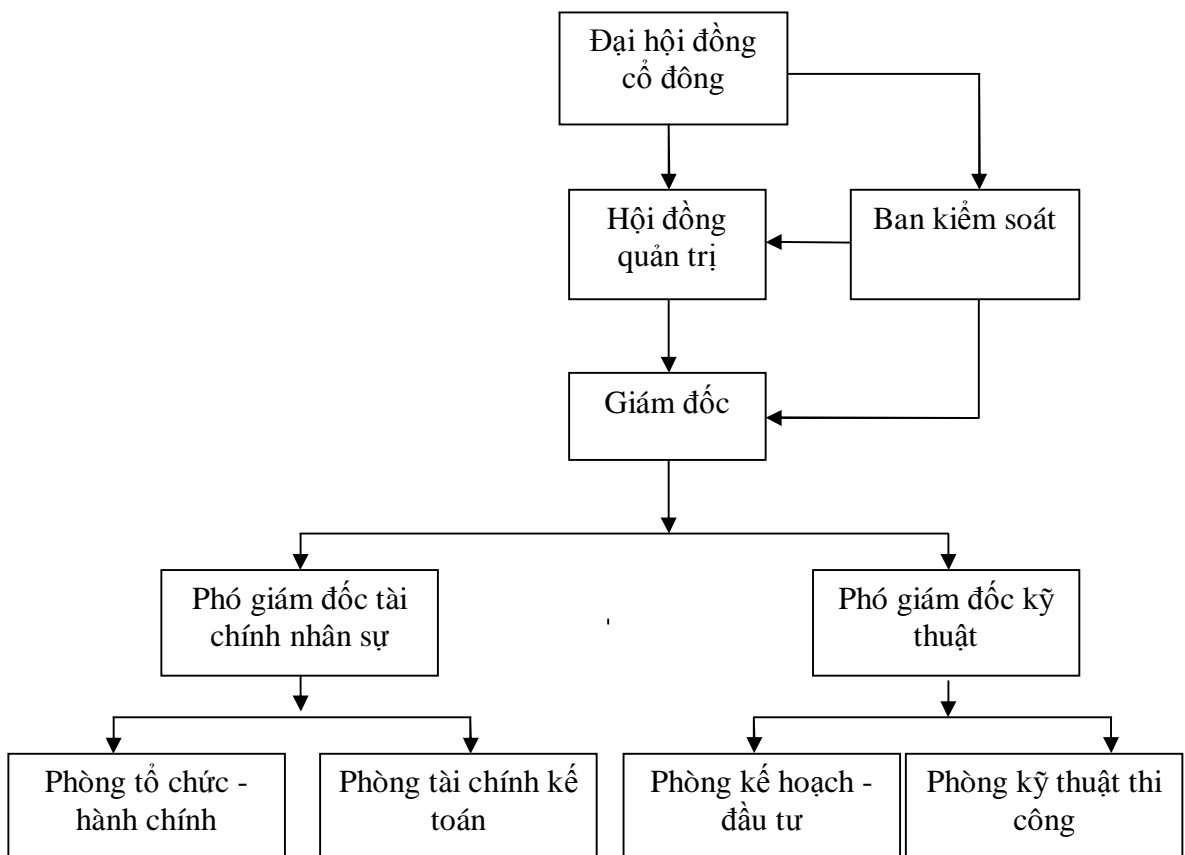 Đại hội đồng
cổ đông
Hội đồng
quản trị
Ban kiểm soát
Giám đốc
Phó giám đốc tài
chính nhân sự
Phó giám đốc kỹ
thuật
Phòng tổ chức -
hành chính
Phòng tài chính kế
toán
Phòng kế hoạch -
đầu tư
Phòng kỹ thuật thi
công